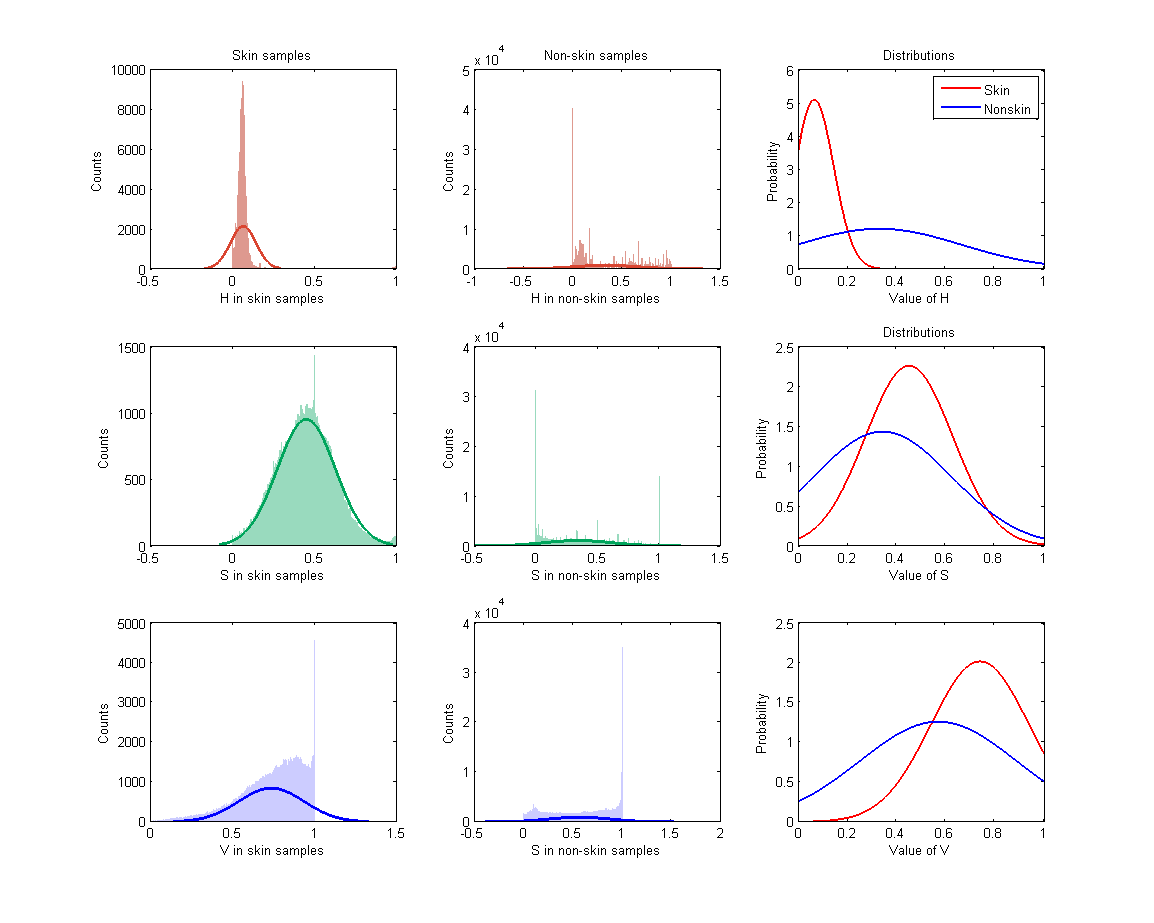 Skin samples
10000
8000
6000
4000
2000
0
Counts
-0.5 0 0.5 1
H in skin samples
Non-skin samples
x 10^4
5
4
3
2
1
0
Counts
-1 -0.5 0 0.5 1 1.5
H in non-skin samples
Distributions
6
5
4
3
2
1
0
Probability
Skin
Nonskin
0 0.2 0.4 0.6 0.8 1
Value of H
1500
1000
500
0
Counts
-0.5 0 0.5 1
S in skin samples
x 10^4
4
3
2
1
0
Counts
-0.5 0 0.5 1 1.5
S in non-skin samples
Distributions
2.5
2
1.5
1
0.5
0
Probability
0 0.2 0.4 0.6 0.8 1
Value of S
5000
4000
3000
2000
1000
0
Counts
0 0.5 1 1.5
V in skin samples
x 10^4
4
3
2
1
0
Counts
-0.5 0 0.5 1 1.5 2
S in non-skin samples
2.5
2
1.5
1
0.5
0
Probability
0 0.2 0.4 0.6 0.8 1
Value of V